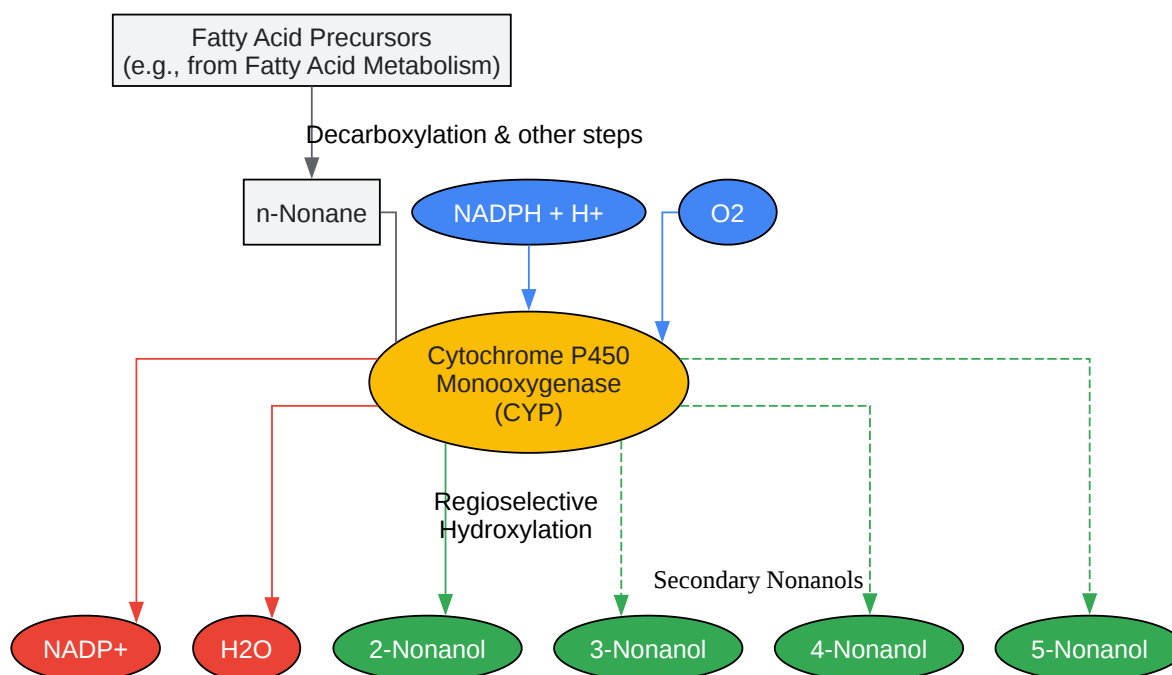 Fatty Acid Precursors
(e.g., from Fatty Acid Metabolism)
Decarboxylation & other steps
n-Nonane
NADPH + H+
O2
Cytochrome P450
Monooxygenase
(CYP)
Regioselective
Hydroxylation
Secondary Nonanols
NADP+
H2O
2-Nonanol
3-Nonanol
4-Nonanol
5-Nonanol